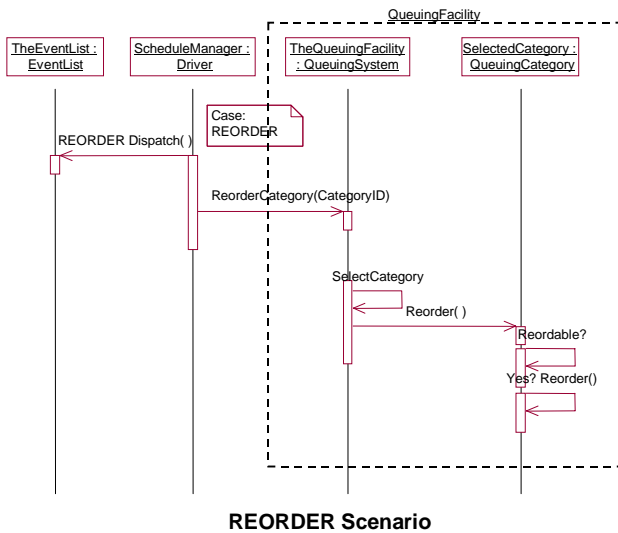 QueuingFacility
TheEventList :
EventList
ScheduleManager :
Driver
TheQueuingFacility
: QueuingSystem
SelectedCategory :
QueuingCategory
Case:
REORDER
REORDER Dispatch( )
ReorderCategory(CategoryID)
SelectCategory
Reorder( )
Reordable?
Yes? Reorder()
REORDER Scenario